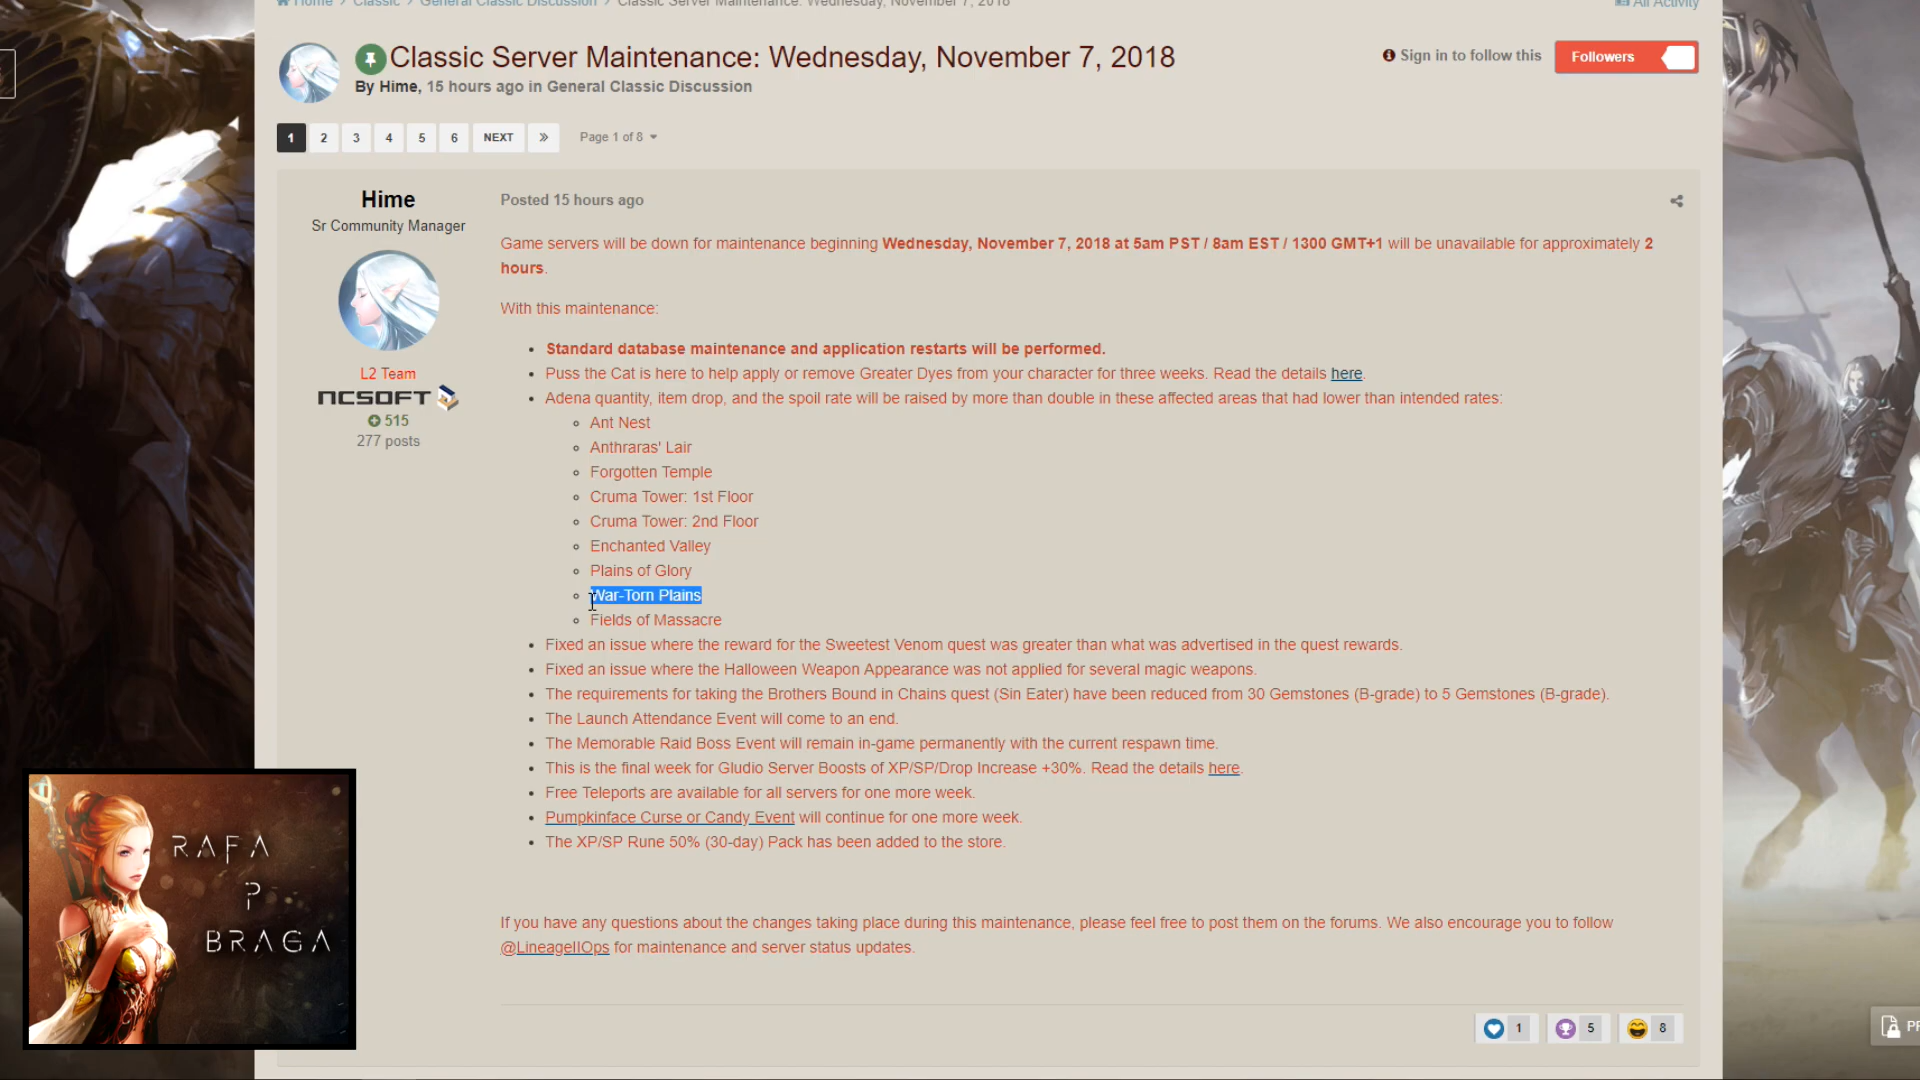 Home > Classic > General Classic Discussion > Classic Server Maintenance: Wednesday, November 7, 2018
All Activity
Classic Server Maintenance: Wednesday, November 7, 2018
By Hime, 15 hours ago in General Classic Discussion
Sign in to follow this
Followers
1 2 3 4 5 6 NEXT » Page 1 of 8
Hime
Sr Community Manager
L2 Team
NCSOFT
515
277 posts
Posted 15 hours ago
Game servers will be down for maintenance beginning Wednesday, November 7, 2018 at 5am PST / 8am EST / 1300 GMT+1 will be unavailable for approximately 2
hours.
With this maintenance:
Standard database maintenance and application restarts will be performed.
Puss the Cat is here to help apply or remove Greater Dyes from your character for three weeks. Read the details here.
Adena quantity, item drop, and the spoil rate will be raised by more than double in these affected areas that had lower than intended rates:
Ant Nest
Anthraras' Lair
Forgotten Temple
Cruma Tower: 1st Floor
Cruma Tower: 2nd Floor
Enchanted Valley
Plains of Glory
War-Torn Plains
Fields of Massacre
Fixed an issue where the reward for the Sweetest Venom quest was greater than what was advertised in the quest rewards.
Fixed an issue where the Halloween Weapon Appearance was not applied for several magic weapons.
The requirements for taking the Brothers Bound in Chains quest (Sin Eater) have been reduced from 30 Gemstones (B-grade) to 5 Gemstones (B-grade).
The Launch Attendance Event will come to an end.
The Memorable Raid Boss Event will remain in-game permanently with the current respawn time.
This is the final week for Gludio Server Boosts of XP/SP/Drop Increase +30%. Read the details here.
Free Teleports are available for all servers for one more week.
Pumpkinface Curse or Candy Event will continue for one more week.
The XP/SP Rune 50% (30-day) Pack has been added to the store.
If you have any questions about the changes taking place during this maintenance, please feel free to post them on the forums. We also encourage you to follow
@LineageIIOps for maintenance and server status updates.
1 5 8
RAFA
P
BRAGA